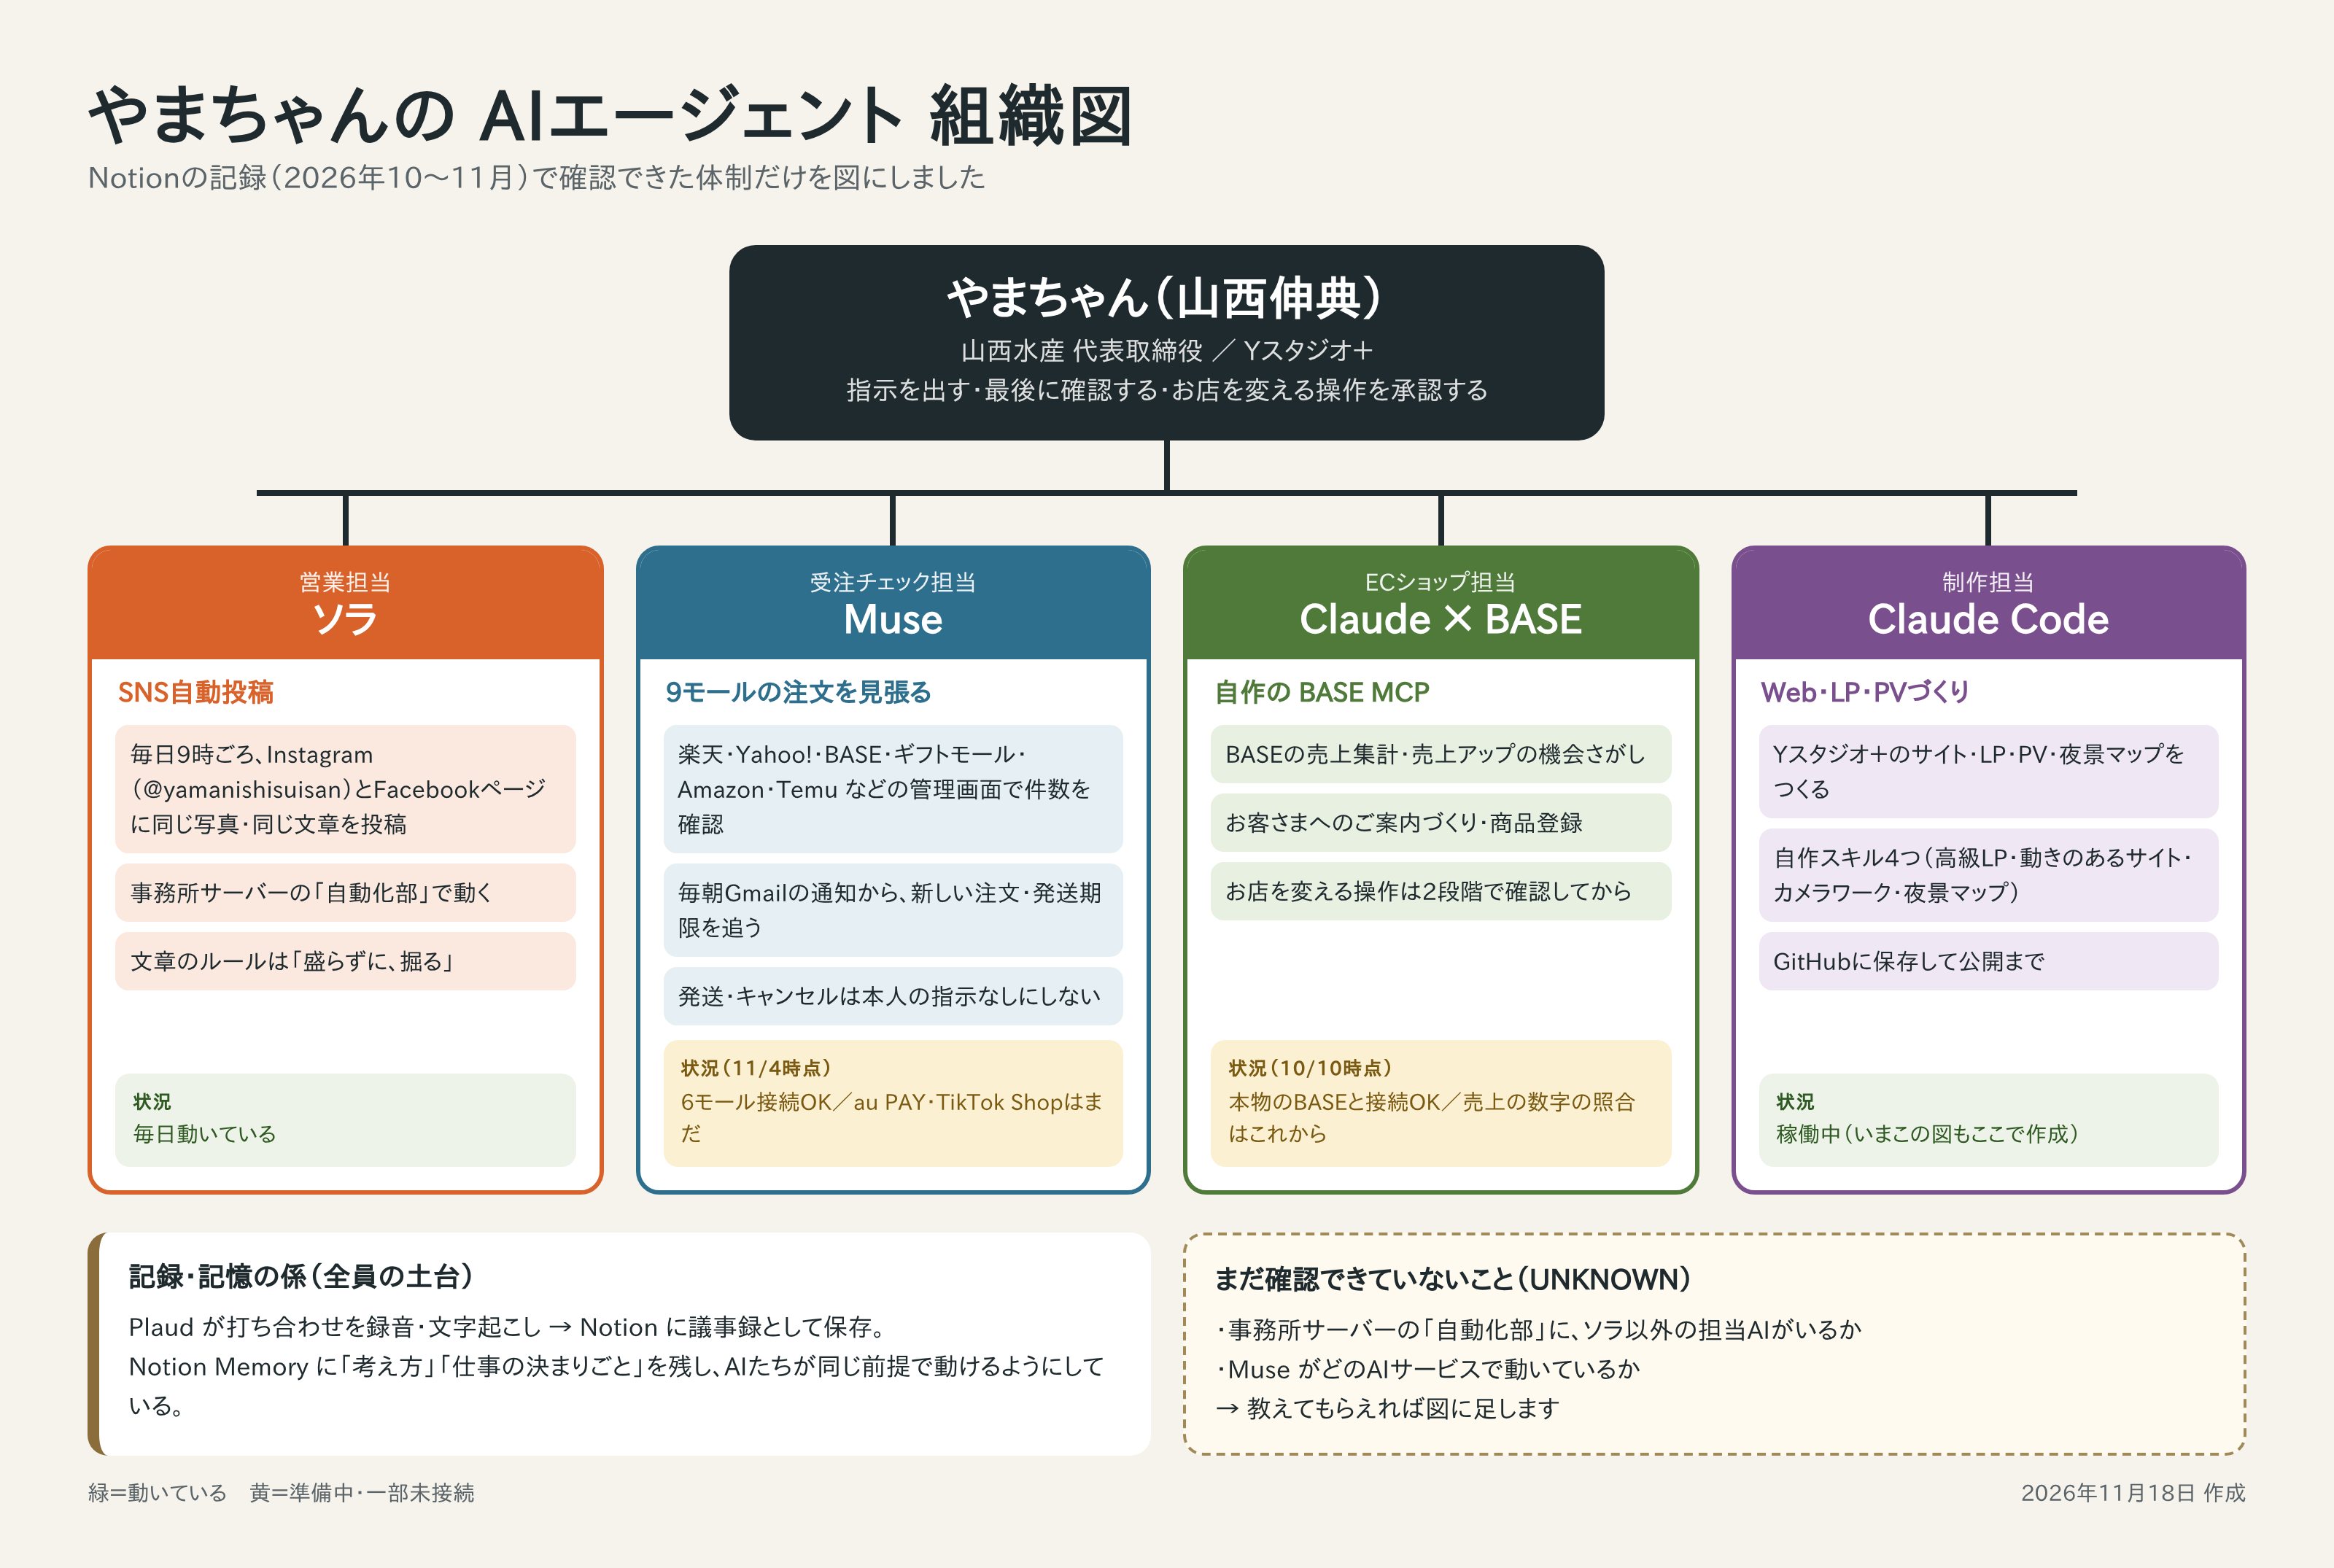 やまちゃんの AIエージェント 組織図
Notionの記録(2026年10〜11月)で確認できた体制だけを図にしました
やまちゃん(山西伸典)
山西水産 代表取締役 ／ Yスタジオ＋
指示を出す・最後に確認する・お店を変える操作を承認する
営業担当
ソラ
SNS自動投稿
毎日9時ごろ、Instagram
(@yamanishisuisan)とFacebookページ
に同じ写真・同じ文章を投稿
事務所サーバーの「自動化部」で動く
文章のルールは「盛らずに、掘る」
状況
毎日動いている
受注チェック担当
Muse
9モールの注文を見張る
楽天・Yahoo!・BASE・ギフトモール・
Amazon・Temu などの管理画面で件数を
確認
毎朝Gmailの通知から、新しい注文・発送期
限を追う
発送・キャンセルは本人の指示なしにしない
状況(11/4時点)
6モール接続OK／au PAY・TikTok Shopはま
だ
ECショップ担当
Claude × BASE
自作の BASE MCP
BASEの売上集計・売上アップの機会さがし
お客さまへのご案内づくり・商品登録
お店を変える操作は2段階で確認してから
状況(10/10時点)
本物のBASEと接続OK／売上の数字の照合
はこれから
制作担当
Claude Code
Web・LP・PVづくり
Yスタジオ＋のサイト・LP・PV・夜景マップを
つくる
自作スキル4つ(高級LP・動きのあるサイト・
カメラワーク・夜景マップ)
GitHubに保存して公開まで
状況
稼働中(いまこの図もここで作成)
記録・記憶の係(全員の土台)
Plaud が打ち合わせを録音・文字起こし → Notion に議事録として保存。
Notion Memory に「考え方」「仕事の決まりごと」を残し、AIたちが同じ前提で動けるようにして
いる。
まだ確認できていないこと(UNKNOWN)
・事務所サーバーの「自動化部」に、ソラ以外の担当AIがいるか
・Muse がどのAIサービスで動いているか
→ 教えてもらえれば図に足します
緑＝動いている　黄＝準備中・一部未接続
2026年11月18日 作成